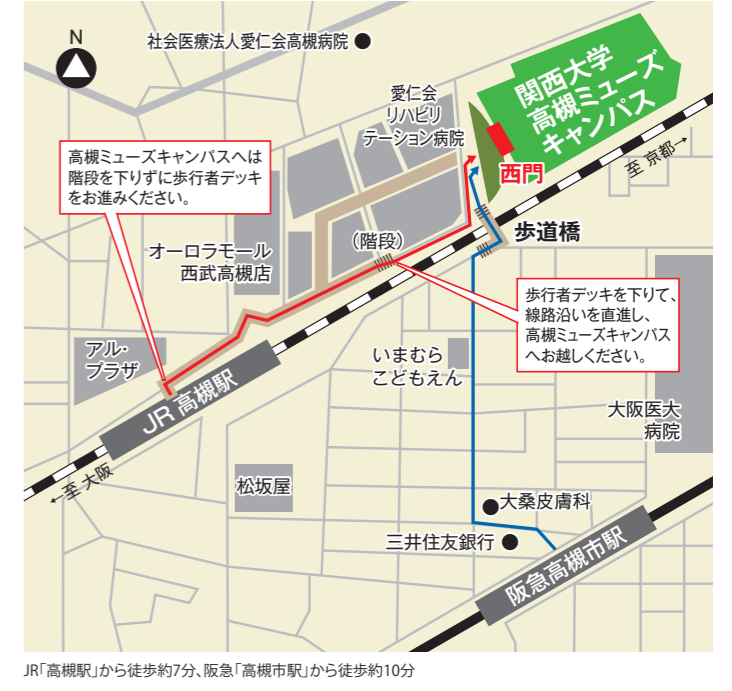 N
社会医療法人愛仁会高槻病院
関西大学
高槻ミューズ
キャンパス
愛仁会
リハビリ
テーション病院
高槻ミューズキャンパスへは
階段を下りずに歩行者デッキ
をお進みください。
至 京都→
西門
歩道橋
(階段)
オーロラモール
西武高槻店
歩行者デッキを下りて、
線路沿いを直進し、
高槻ミューズキャンパス
へお越しください。
アル・
プラザ
いまむら
こどもえん
JR 高槻駅
大阪医大
病院
←至 大阪
松坂屋
大桑皮膚科
三井住友銀行
阪急高槻市駅
JR「高槻駅」から徒歩約7分、阪急「高槻市駅」から徒歩約10分